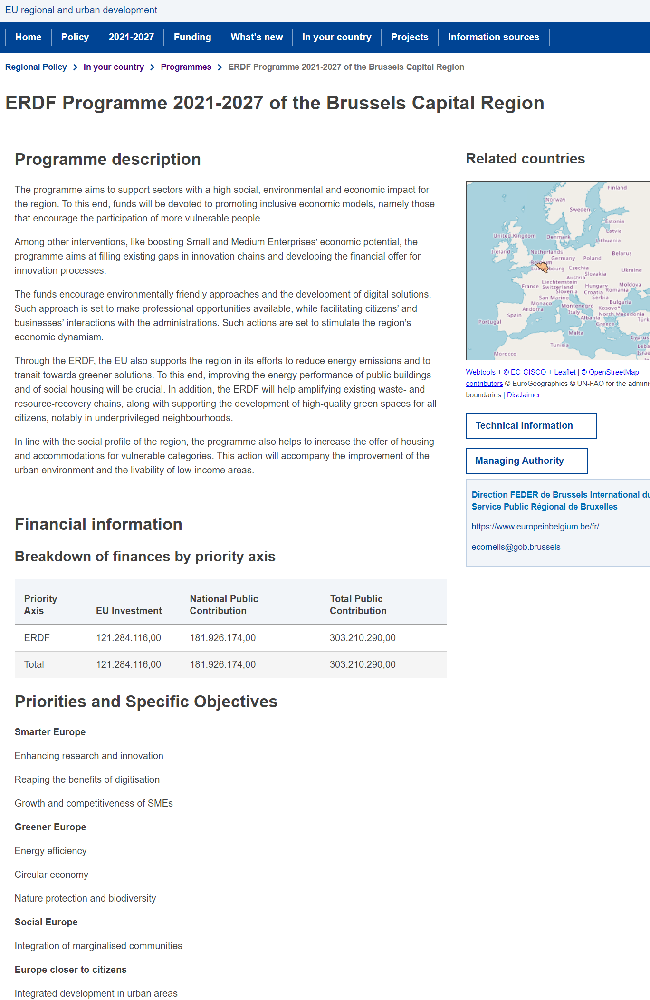 EU regional and urban development
Home
Policy
2021-2027
Funding
What's new
In your country
Projects
Information sources
Regional Policy > In your country > Programmes > ERDF Programme 2021-2027 of the Brussels Capital Region
ERDF Programme 2021-2027 of the Brussels Capital Region
Programme description
The programme aims to support sectors with a high social, environmental and economic impact for
the region. To this end, funds will be devoted to promoting inclusive economic models, namely those
that encourage the participation of more vulnerable people.
Among other interventions, like boosting Small and Medium Enterprises’ economic potential, the
programme aims at filling existing gaps in innovation chains and developing the financial offer for
innovation processes.
The funds encourage environmentally friendly approaches and the development of digital solutions.
Such approach is set to make professional opportunities available, while facilitating citizens’ and
businesses’ interactions with the administrations. Such actions are set to stimulate the region’s
economic dynamism.
Through the ERDF, the EU also supports the region in its efforts to reduce energy emissions and to
transit towards greener solutions. To this end, improving the energy performance of public buildings
and of social housing will be crucial. In addition, the ERDF will help amplifying existing waste- and
resource-recovery chains, along with supporting the development of high-quality green spaces for all
citizens, notably in underprivileged neighbourhoods.
In line with the social profile of the region, the programme also helps to increase the offer of housing
and accommodations for vulnerable categories. This action will accompany the improvement of the
urban environment and the livability of low-income areas.
Financial information
Breakdown of finances by priority axis
Priority Axis
EU Investment
National Public Contribution
Total Public Contribution
ERDF 121.284.116,00 181.926.174,00 303.210.290,00
Total 121.284.116,00 181.926.174,00 303.210.290,00
Priorities and Specific Objectives
Smarter Europe
Enhancing research and innovation
Reaping the benefits of digitisation
Growth and competitiveness of SMEs
Greener Europe
Energy efficiency
Circular economy
Nature protection and biodiversity
Social Europe
Integration of marginalised communities
Europe closer to citizens
Integrated development in urban areas
Related countries
Finland
Norway
Sweden
Estonia
Latvia
United Kingdom
Denmark
Lithuania
Ireland
Netherlands
Belarus
Germany
Poland
Belgium
Luxembourg
Czechia
Ukraine
Slovakia
Austria
Liechtenstein
France
Switzerland
Hungary
Moldova
Slovenia
Croatia
Romania
San Marino
Serbia
Monaco
Montenegro
Bulgaria
Andorra
Kosovo*
Spain
Italy
Albania
North Macedonia
Portugal
Greece
Türk
Malta
Cyprus
Tunisia
Leba
Morocco
Israe
Webtools + © EC-GISCO + Leaflet | © OpenStreetMap
contributors © EuroGeographics © UN-FAO for the adminis
boundaries | Disclaimer
Technical Information
Managing Authority
Direction FEDER de Brussels International du
Service Public Régional de Bruxelles
https://www.europeinbelgium.be/fr/
ecornelis@gob.brussels